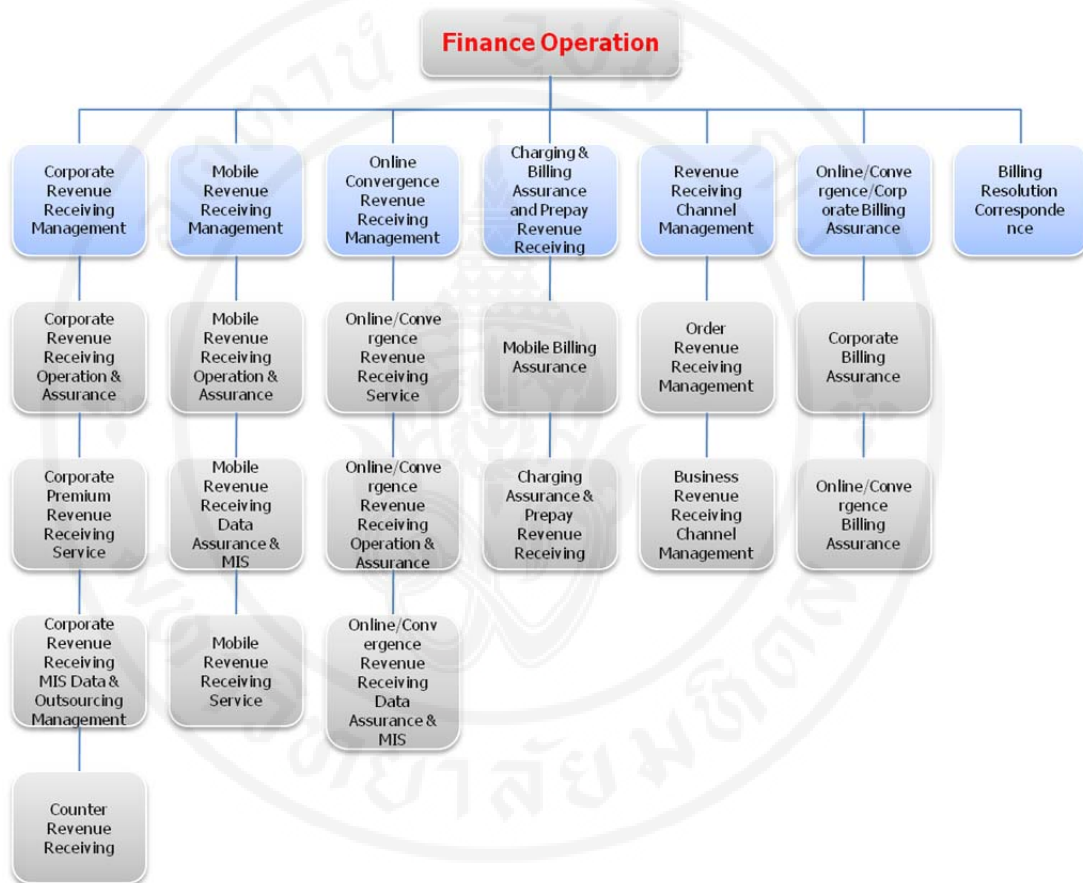 Finance Operation
Corporate
Revenue
Receiving
Management
Mobile
Revenue
Receiving
Management
Online
Convergence
Revenue
Receiving
Management
Charging &
Billing
Assurance
and Prepay
Revenue
Receiving
Revenue
Receiving
Channel
Management
Online/Conve
rgence/Corp
orate Billing
Assurance
Billing
Resolution
Corresponde
nce
Corporate
Revenue
Receiving
Operation &
Assurance
Mobile
Revenue
Receiving
Operation &
Assurance
Online/Conve
rgence
Revenue
Receiving
Service
Mobile Billing
Assurance
Order
Revenue
Receiving
Management
Corporate
Billing
Assurance
Corporate
Premium
Revenue
Receiving
Service
Mobile
Revenue
Receiving
Data
Assurance &
MIS
Online/Conve
rgence
Revenue
Receiving
Operation &
Assurance
Charging
Assurance &
Prepay
Revenue
Receiving
Business
Revenue
Receiving
Channel
Management
Online/Conve
rgence
Billing
Assurance
Corporate
Revenue
Receiving
MIS Data &
Outsourcing
Management
Mobile
Revenue
Receiving
Service
Online/Conv
ergence
Revenue
Receiving
Data
Assurance &
MIS
Counter
Revenue
Receiving